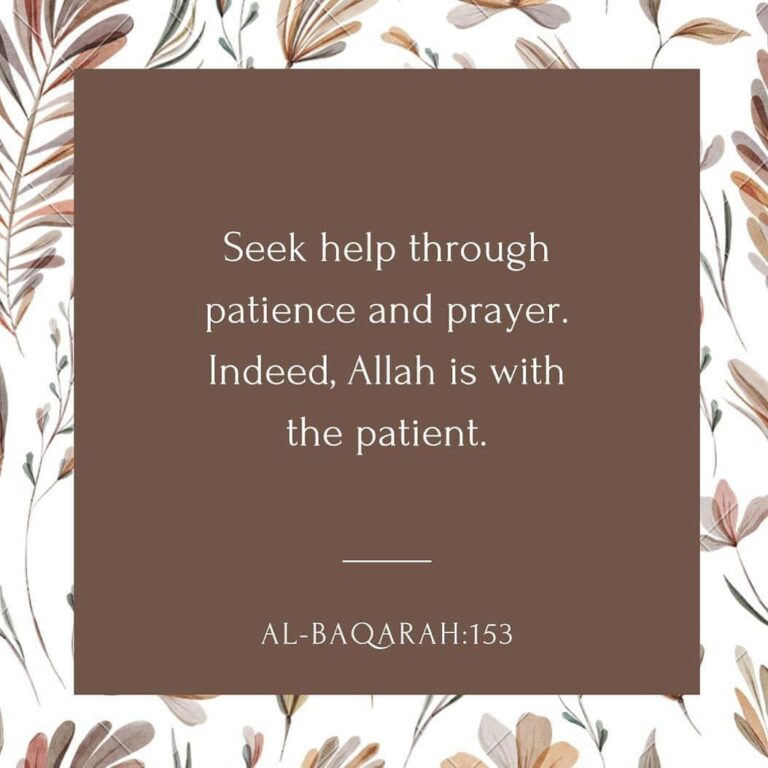 Seek help through
patience and prayer.
Indeed, Allah is with
the patient.
AL-BAQARAH:153